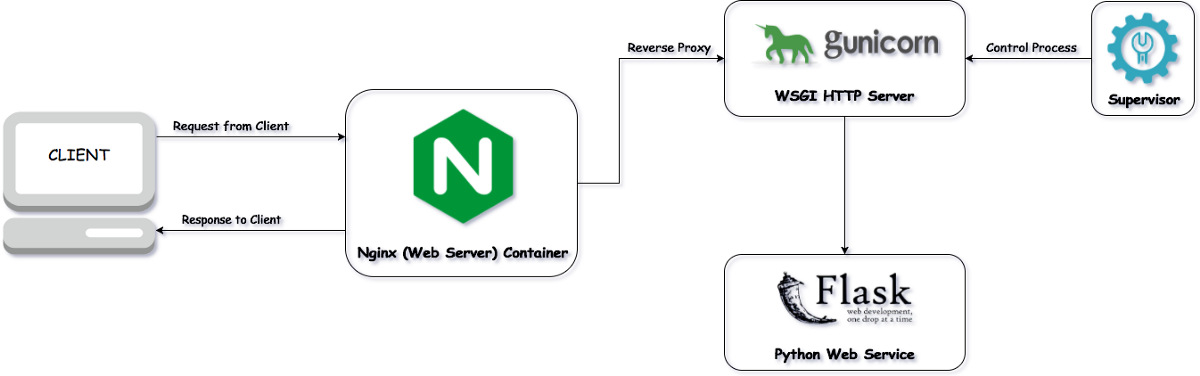 CLIENT
Request from Client
Response to Client
N
Nginx (Web Server) Container
Reverse Proxy
gunicorn
WSGI HTTP Server
Control Process
Supervisor
Flask
web development,
one drop at a time
Python Web Service